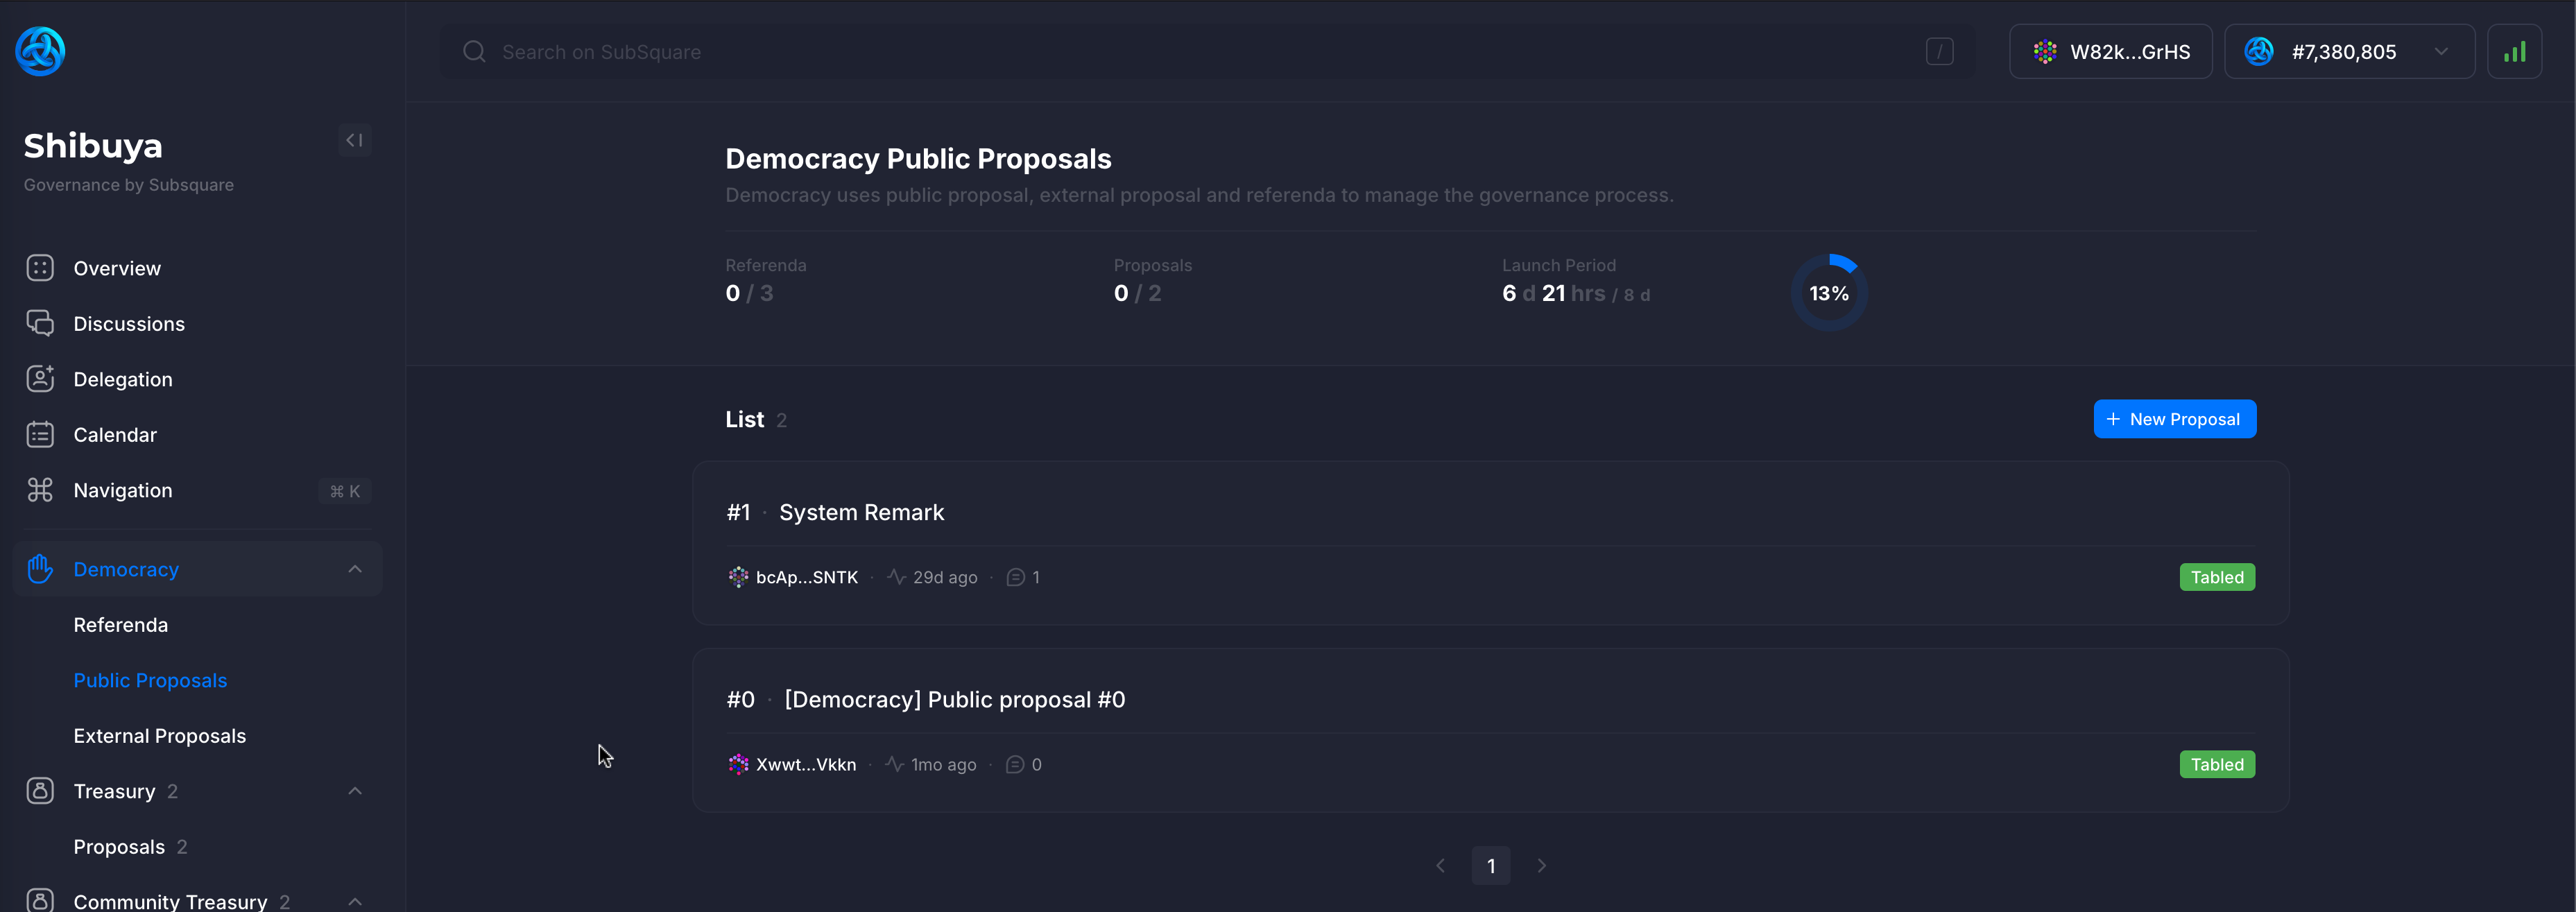 Search on SubSquare
/
W82k...GrHS
#7,380,805
Shibuya
Governance by Subsquare
Overview
Discussions
Delegation
Calendar
Navigation ⌘ K
Democracy
Referenda
Public Proposals
External Proposals
Treasury 2
Proposals 2
Community Treasury 2
Democracy Public Proposals
Democracy uses public proposal, external proposal and referenda to manage the governance process.
Referenda
0 / 3
Proposals
0 / 2
Launch Period
6 d 21 hrs / 8 d
13%
List 2
+ New Proposal
#1 · System Remark
bcAp...SNTK · 29d ago · 1
Tabled
#0 · [Democracy] Public proposal #0
Xwwt...Vkkn · 1mo ago · 0
Tabled
1